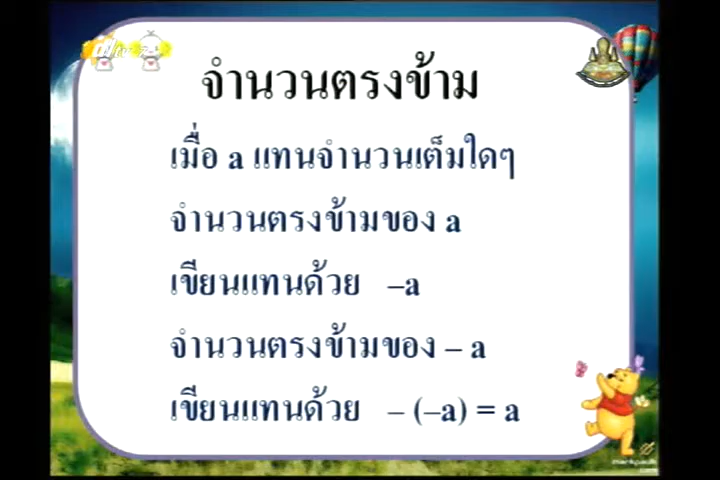 จำนวนตรงข้าม
เมื่อ a แทนจำนวนเต็มใดๆ
จำนวนตรงข้ามของ a
เขียนแทนด้วย –a
จำนวนตรงข้ามของ – a
เขียนแทนด้วย – (–a) = a